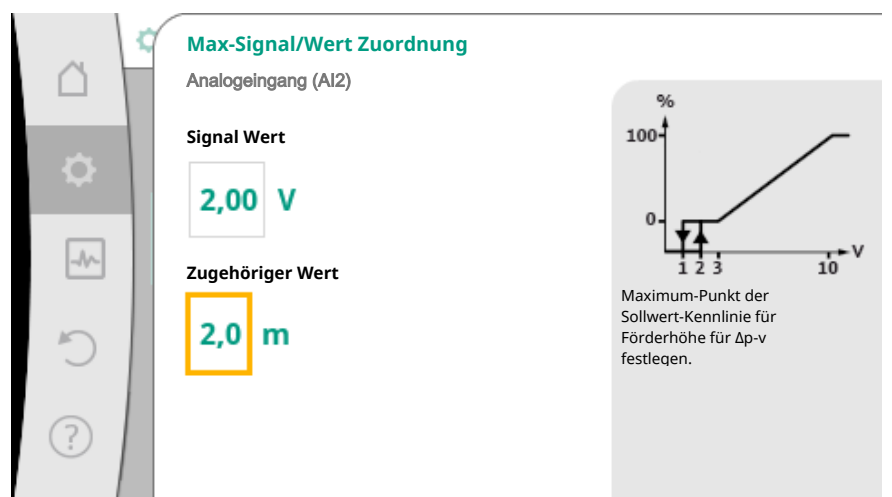 Max-Signal/Wert Zuordnung
Analogeingang (AI2)
Signal Wert
2,00 V
Zugehöriger Wert
2,0 m
%
100
0
1 2 3 10 V
Maximum-Punkt der
Sollwert-Kennlinie für
Förderhöhe für Δp-v
festlegen.
?